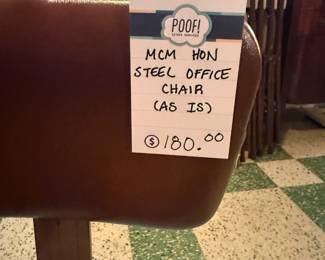 POOF!
MCM HON
STEEL OFFICE
CHAIR
(AS IS)
$ 180.00